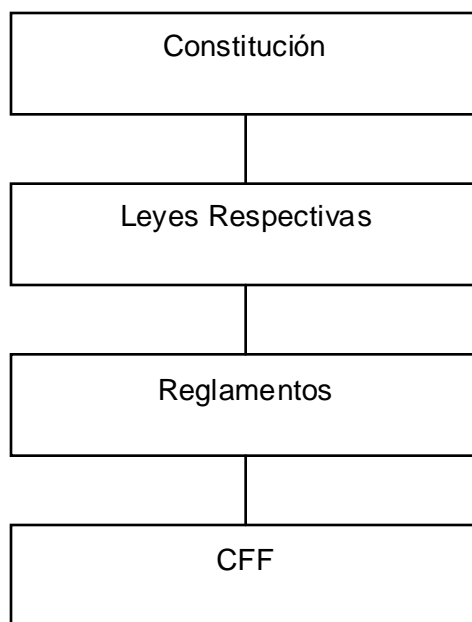 Constitución
Leyes Respectivas
Reglamentos
CFF